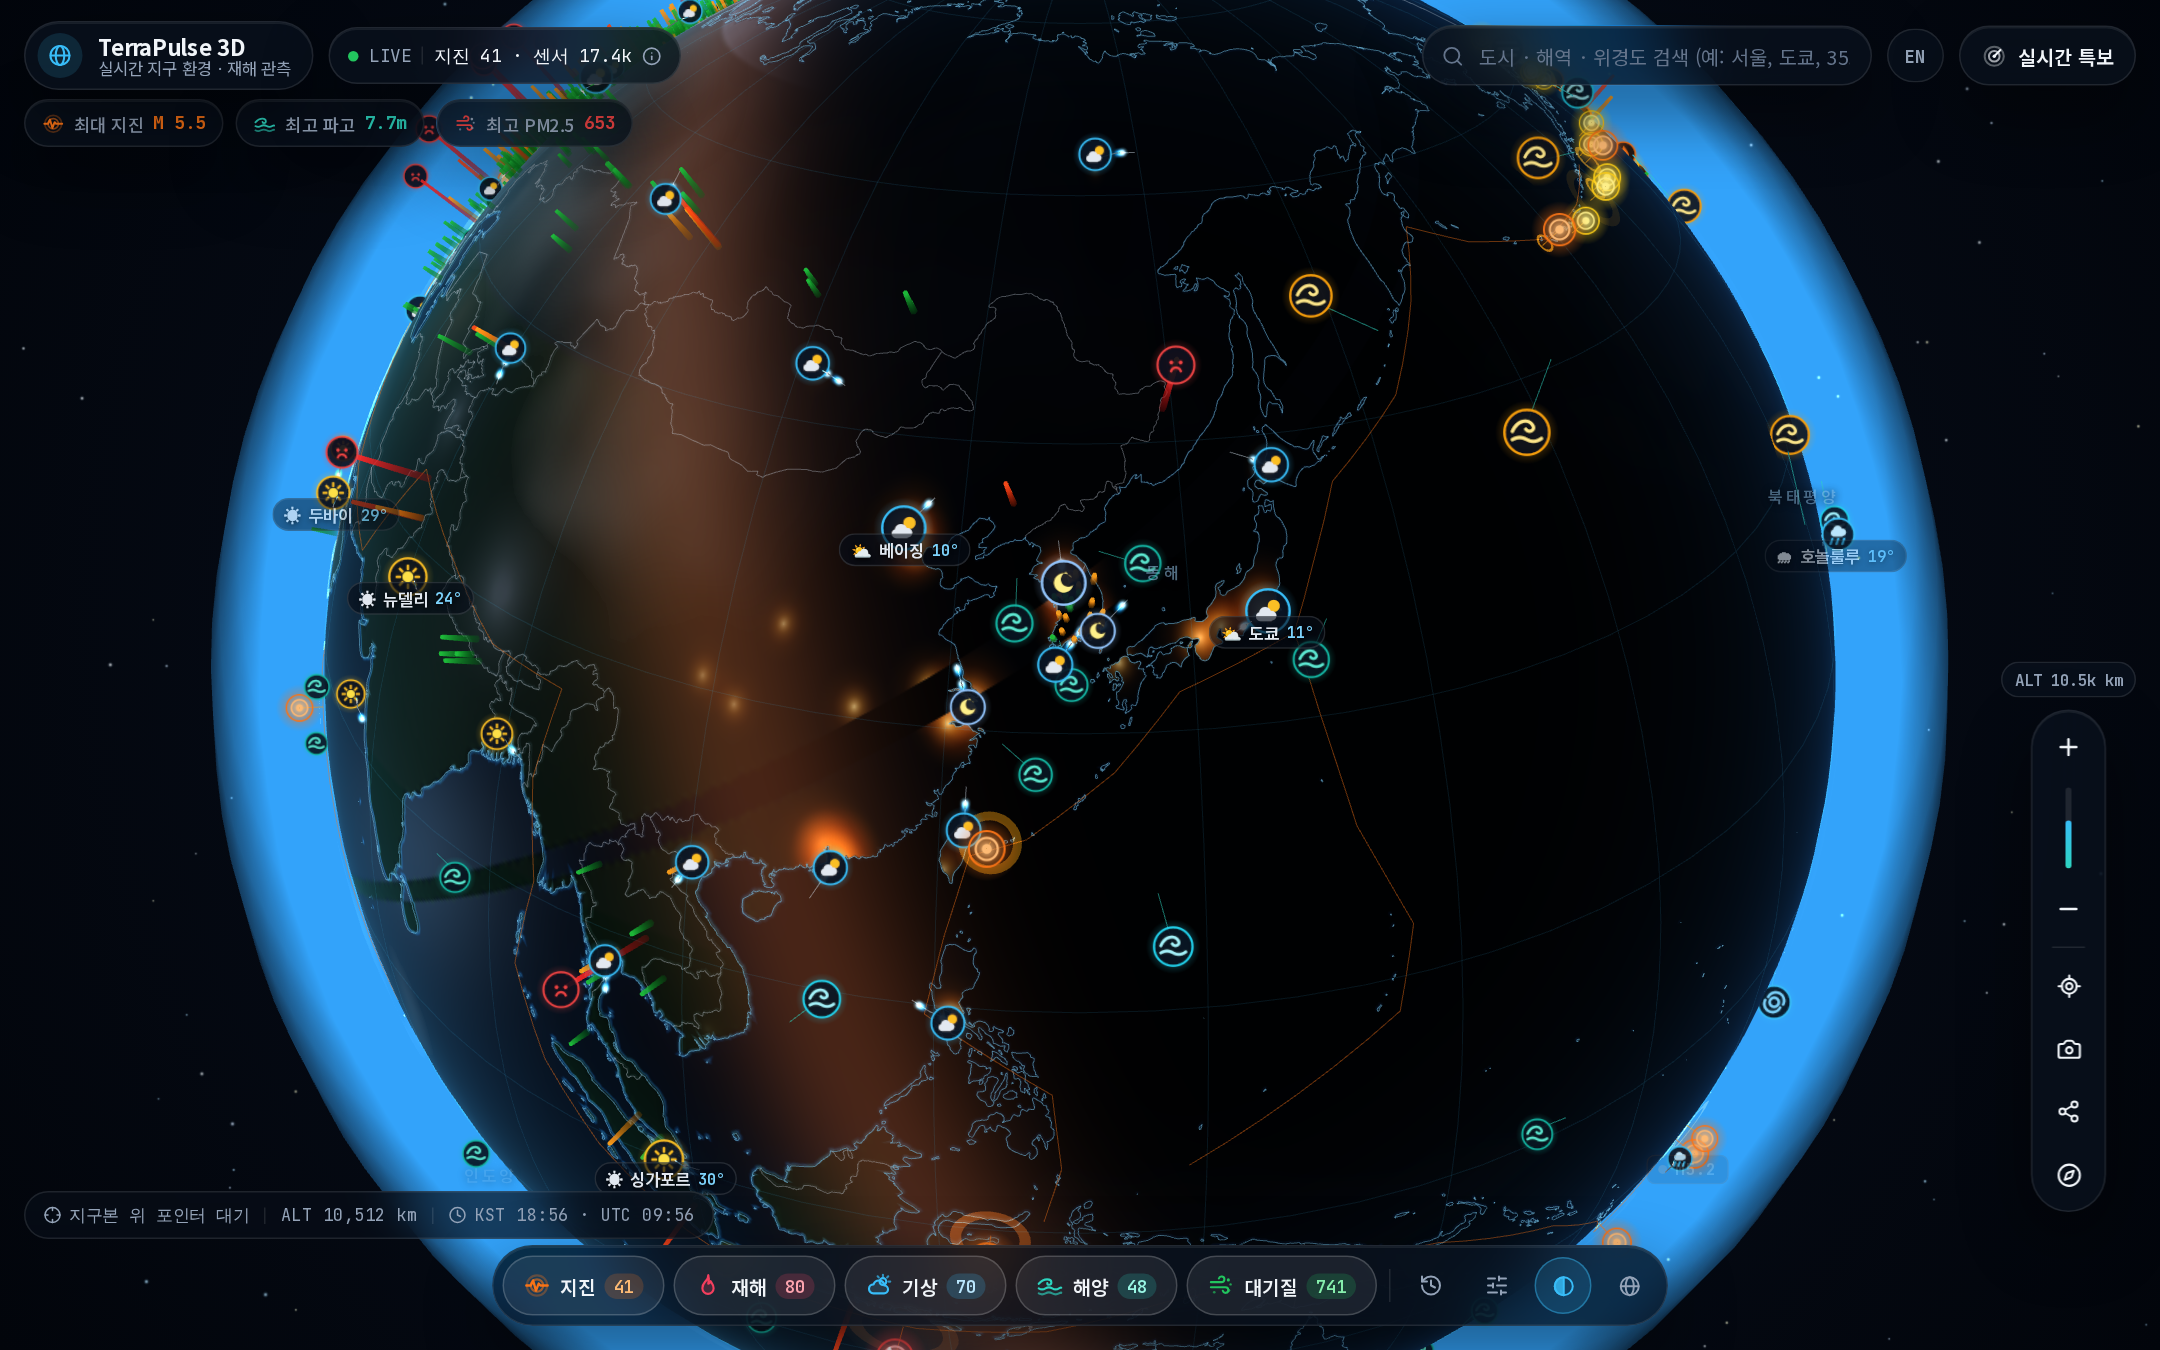 TerraPulse 3D
실시간 지구 환경 · 재해 관측
LIVE 지진 41 · 센서 17.4k
도시 · 해역 · 위경도 검색 (예: 서울, 도쿄, 35
EN
실시간 특보
최대 지진 M 5.5
최고 파고 7.7m
최고 PM2.5 653
북태평양
두바이 29°
베이징 10°
호놀룰루 19°
동해
뉴델리 24°
도쿄 11°
ALT 10.5k km
인도양
싱가포르 30°
지구본 위 포인터 대기 ALT 10,512 km KST 18:56 · UTC 09:56
지진 41
재해 80
기상 70
해양 48
대기질 741